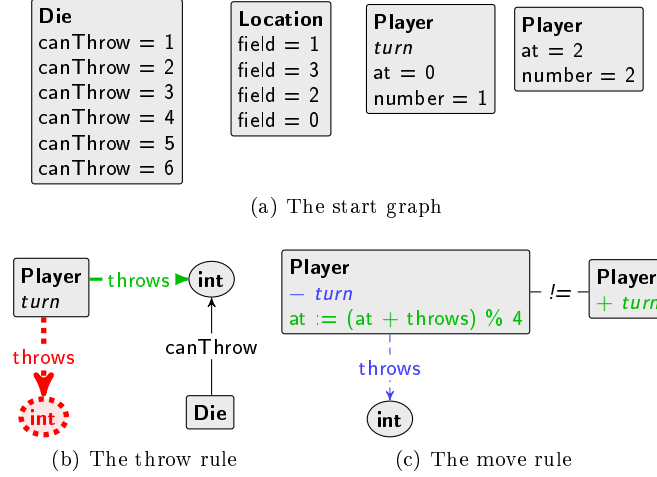 Die
canThrow = 1
canThrow = 2
canThrow = 3
canThrow = 4
canThrow = 5
canThrow = 6
Location
field = 1
field = 3
field = 2
field = 0
Player
turn
at = 0
number = 1
Player
at = 2
number = 2
(a) The start graph
Player
turn
throws
int
throws
canThrow
int
Die
(b) The throw rule
Player
− turn
at := (at + throws) % 4
!=
Player
+ turn
throws
int
(c) The move rule